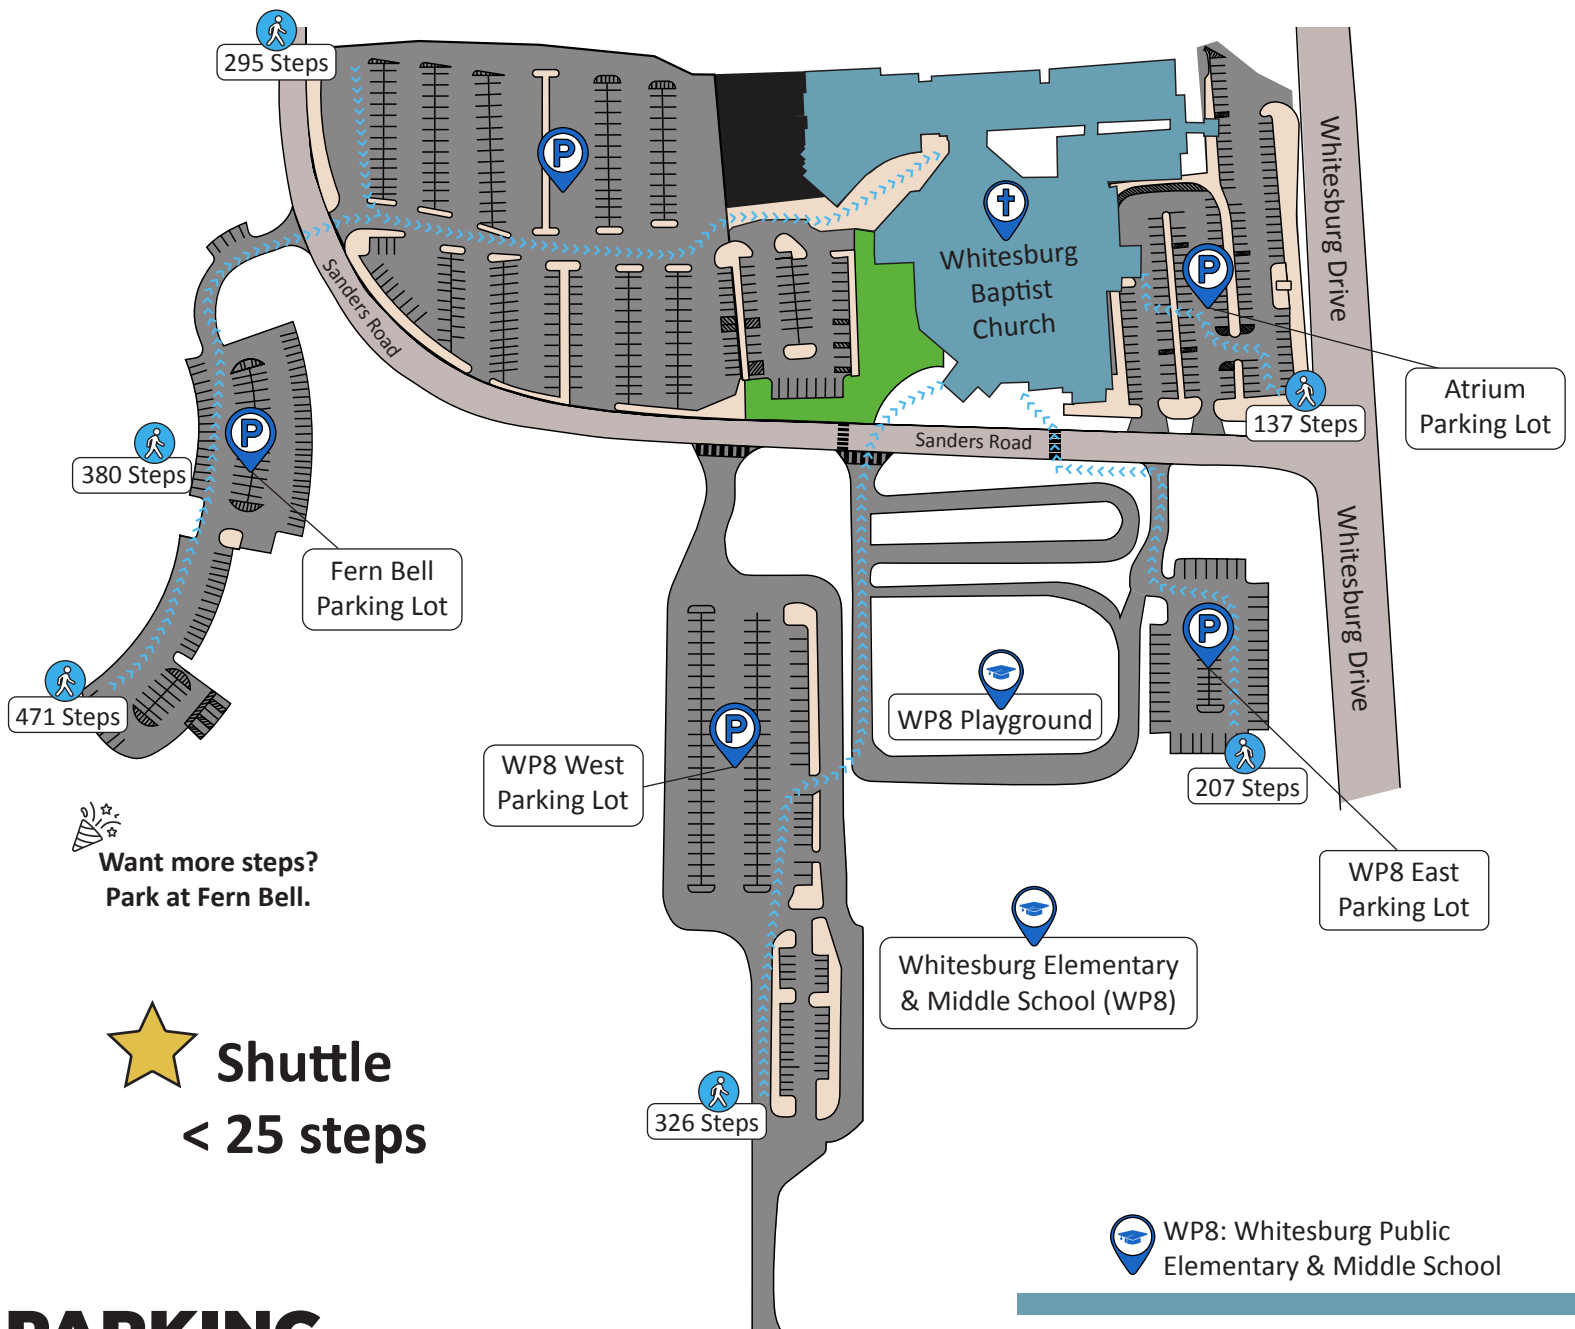 295 Steps
P
Whitesburg Drive
Whitesburg
Baptist
Church
P
Sanders Road
Atrium
Parking Lot
137 Steps
Sanders Road
P
380 Steps
Fern Bell
Parking Lot
Whitesburg Drive
P
471 Steps
WP8 Playground
P
WP8 West
Parking Lot
207 Steps
Want more steps?
Park at Fern Bell.
WP8 East
Parking Lot
Whitesburg Elementary
& Middle School (WP8)
Shuttle
< 25 steps
326 Steps
WP8: Whitesburg Public
Elementary & Middle School
PARKING